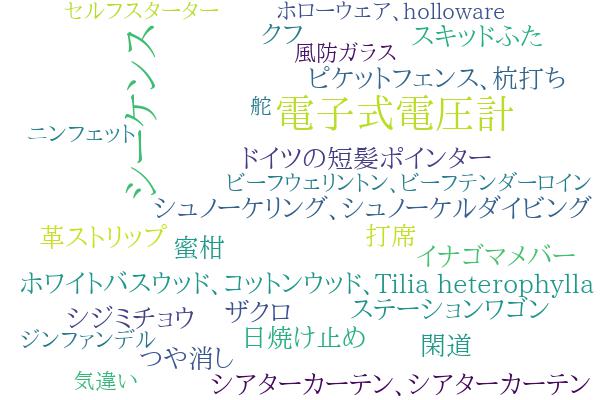 セルフスターター
ホローウェア、holloware
クフ
スキッドふた
風防ガラス
シーケンス
ピケットフェンス、杭打ち
舵
電子式電圧計
ニンフェット
ドイツの短髪ポインター
ビーフウェリントン、ビーフテンダーロイン
シュノーケリング、シュノーケルダイビング
革ストリップ
打席
蜜柑
イナゴマメバー
ホワイトバスウッド、コットンウッド、Tilia heterophylla
シジミチョウ
ザクロ
ステーションワゴン
ジンファンデル
日焼け止め
閑道
つや消し
気違い
シアターカーテン、シアターカーテン